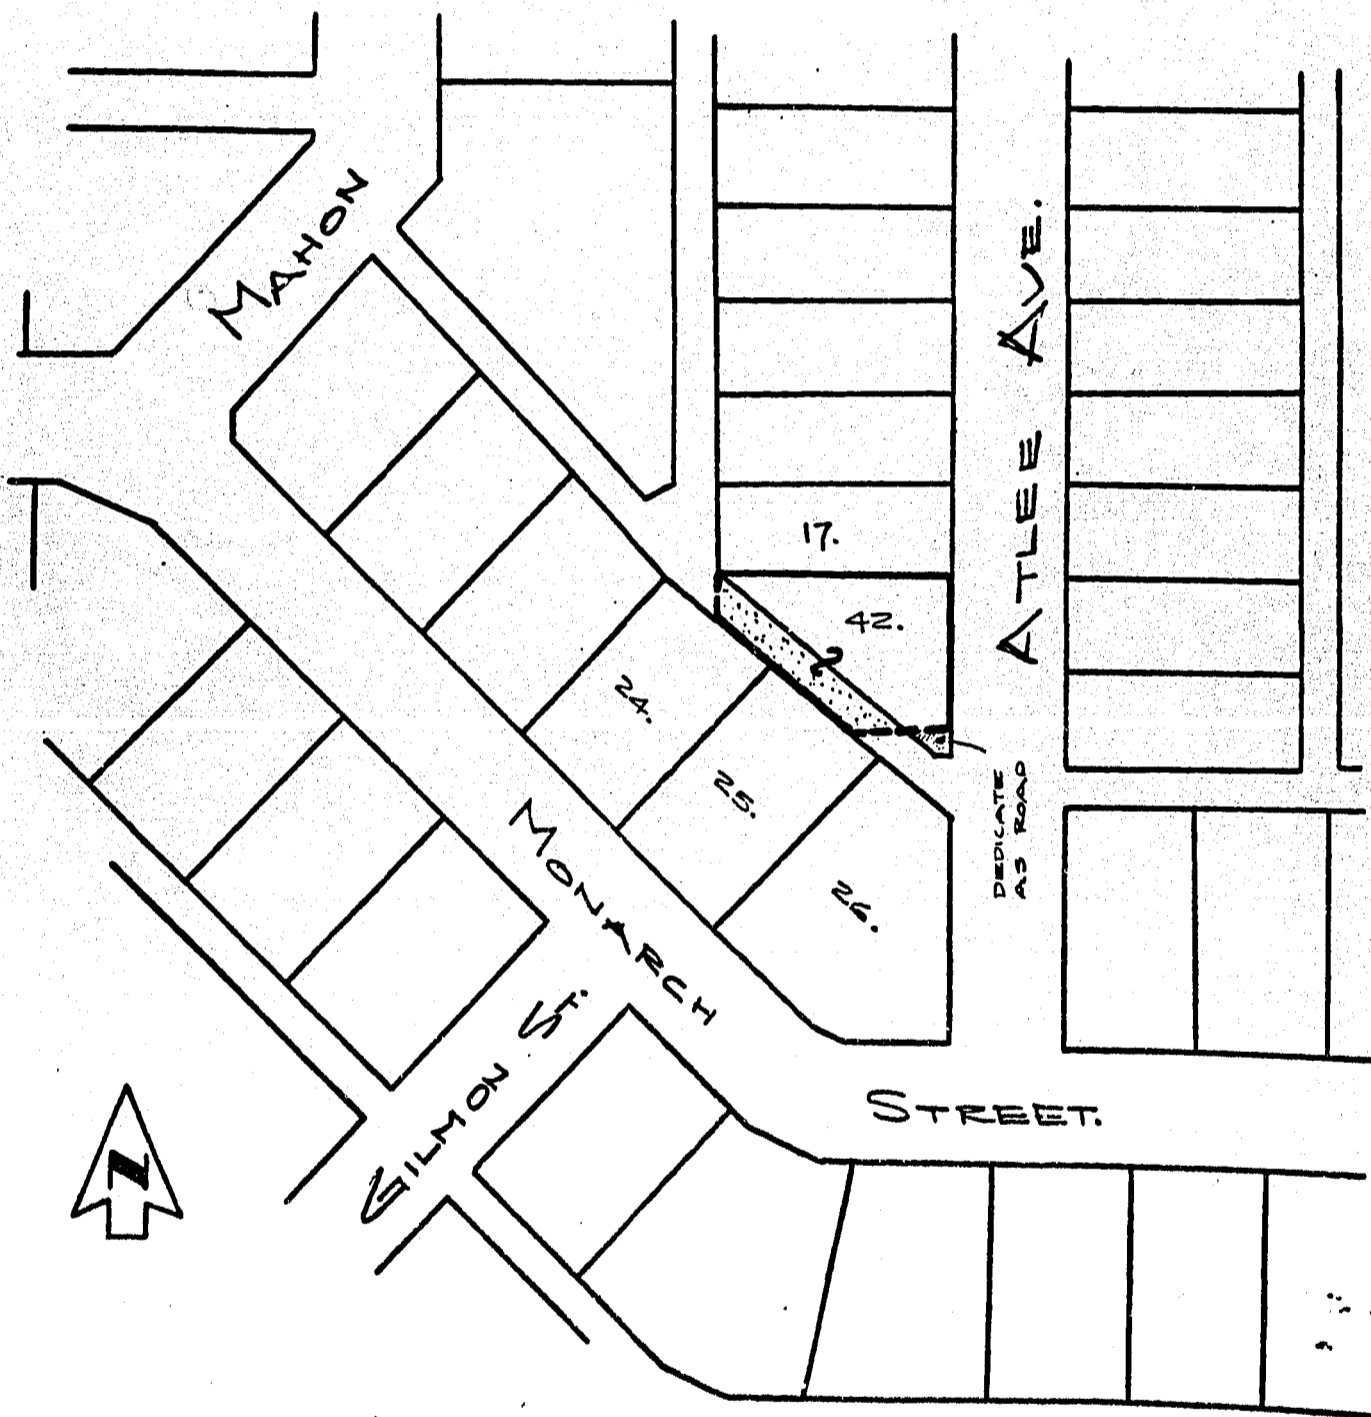 MAHON
ATLEE AVE.
17.
42.
2
24.
25.
26.
DEDICATE
AS ROAD
MONARCH
STREET.
GILMON ST.
N